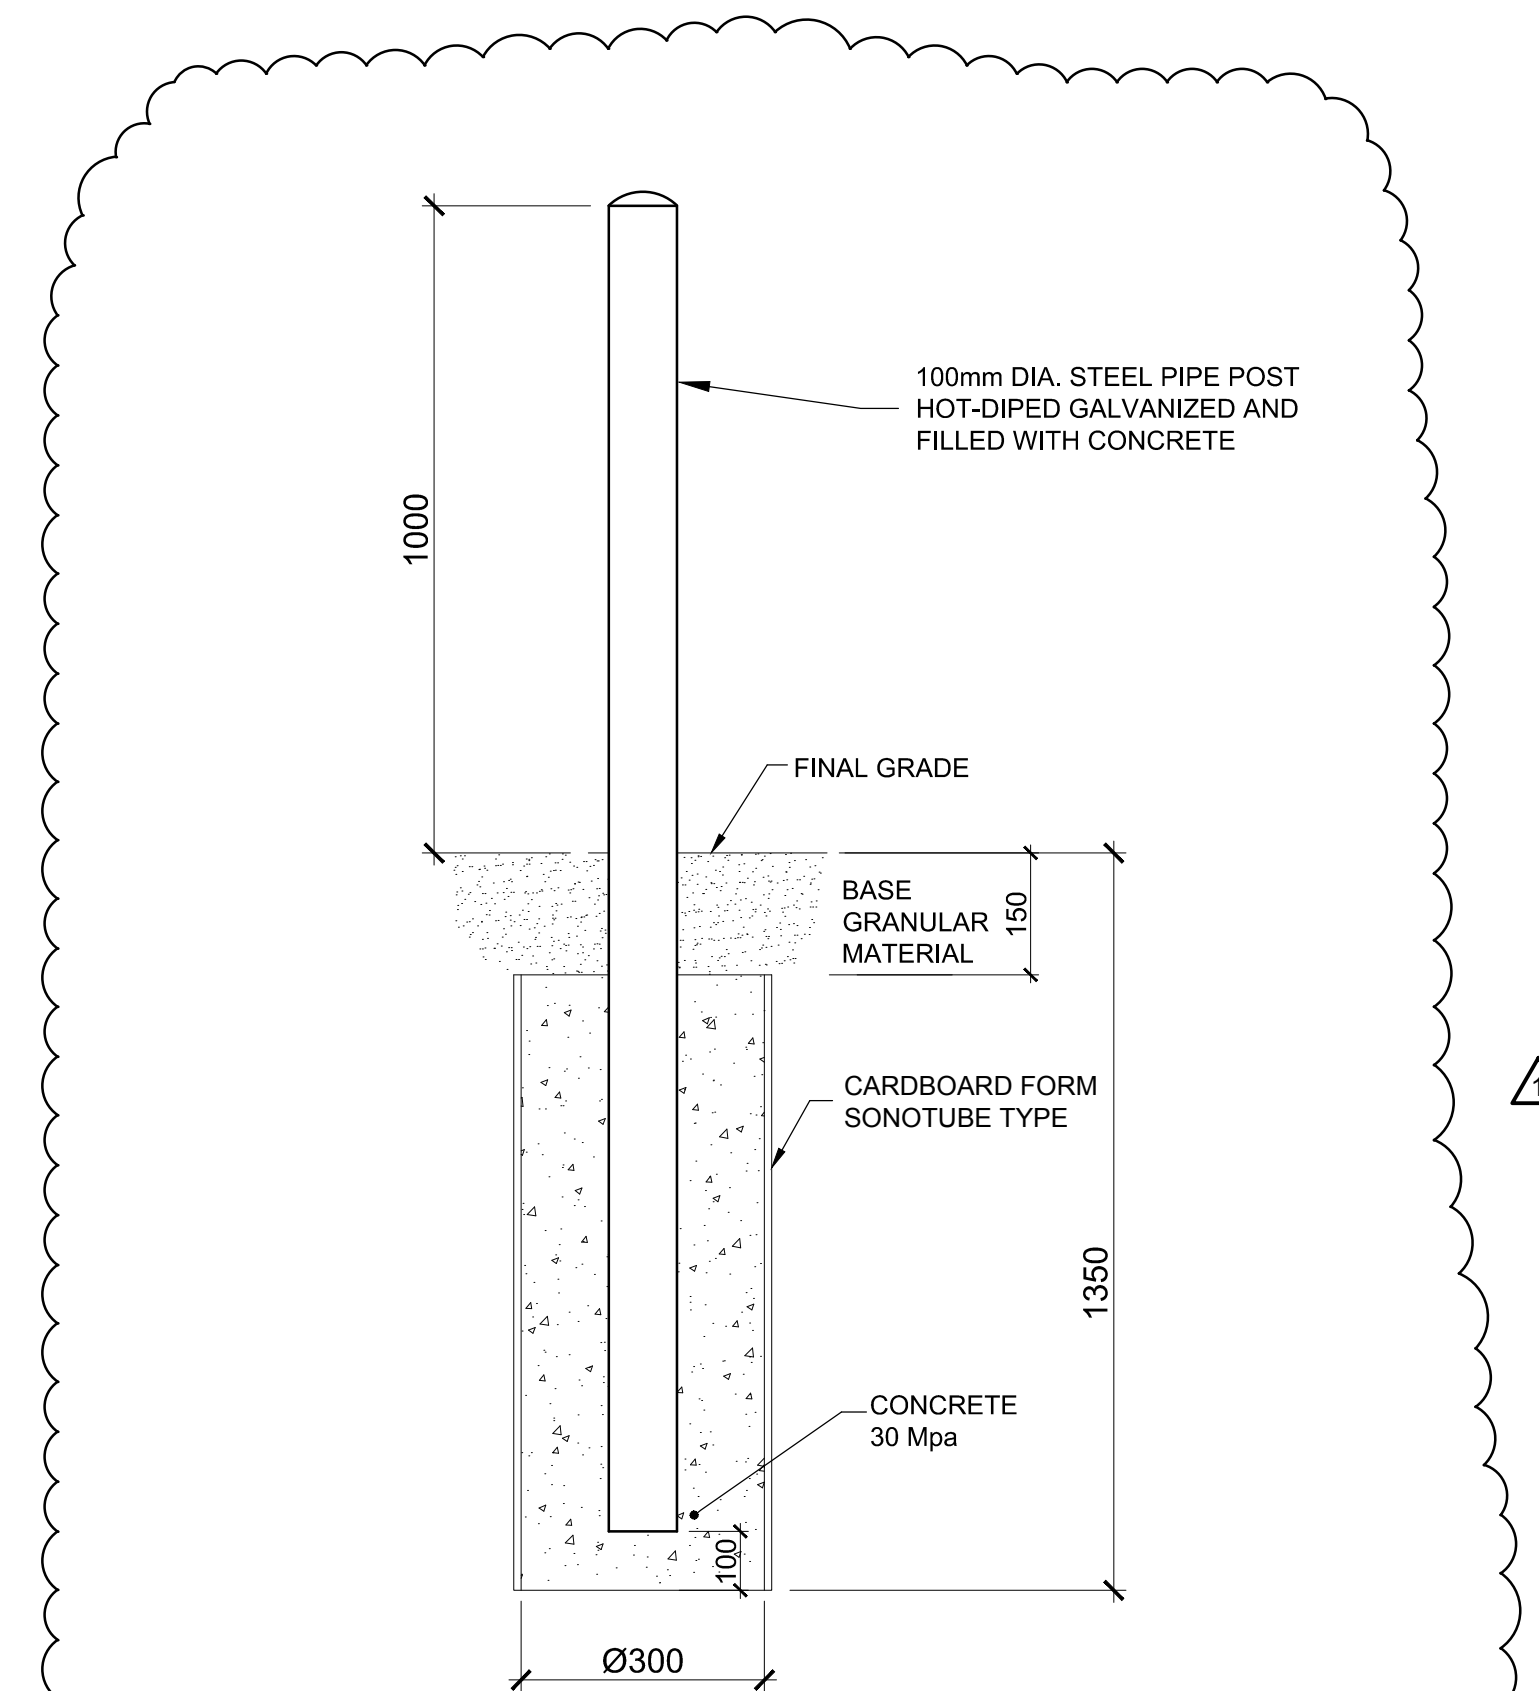 1000
100mm DIA. STEEL PIPE POST
HOT-DIPED GALVANIZED AND
FILLED WITH CONCRETE
FINAL GRADE
BASE
GRANULAR
MATERIAL
150
1
CARDBOARD FORM
SONOTUBE TYPE
1350
CONCRETE
30 Mpa
100
Ø300